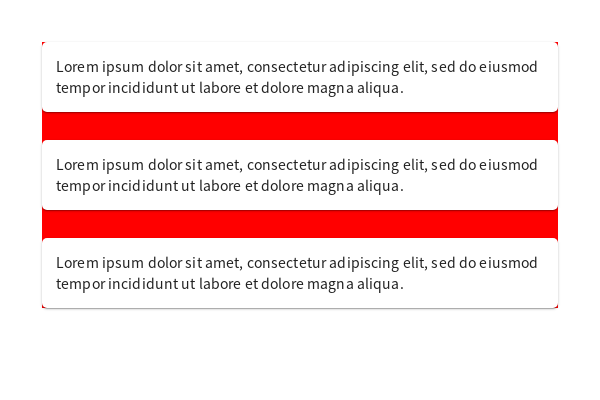 Lorem ipsum dolor sit amet, consectetur adipiscing elit, sed do eiusmod
tempor incididunt ut labore et dolore magna aliqua.
Lorem ipsum dolor sit amet, consectetur adipiscing elit, sed do eiusmod
tempor incididunt ut labore et dolore magna aliqua.
Lorem ipsum dolor sit amet, consectetur adipiscing elit, sed do eiusmod
tempor incididunt ut labore et dolore magna aliqua.